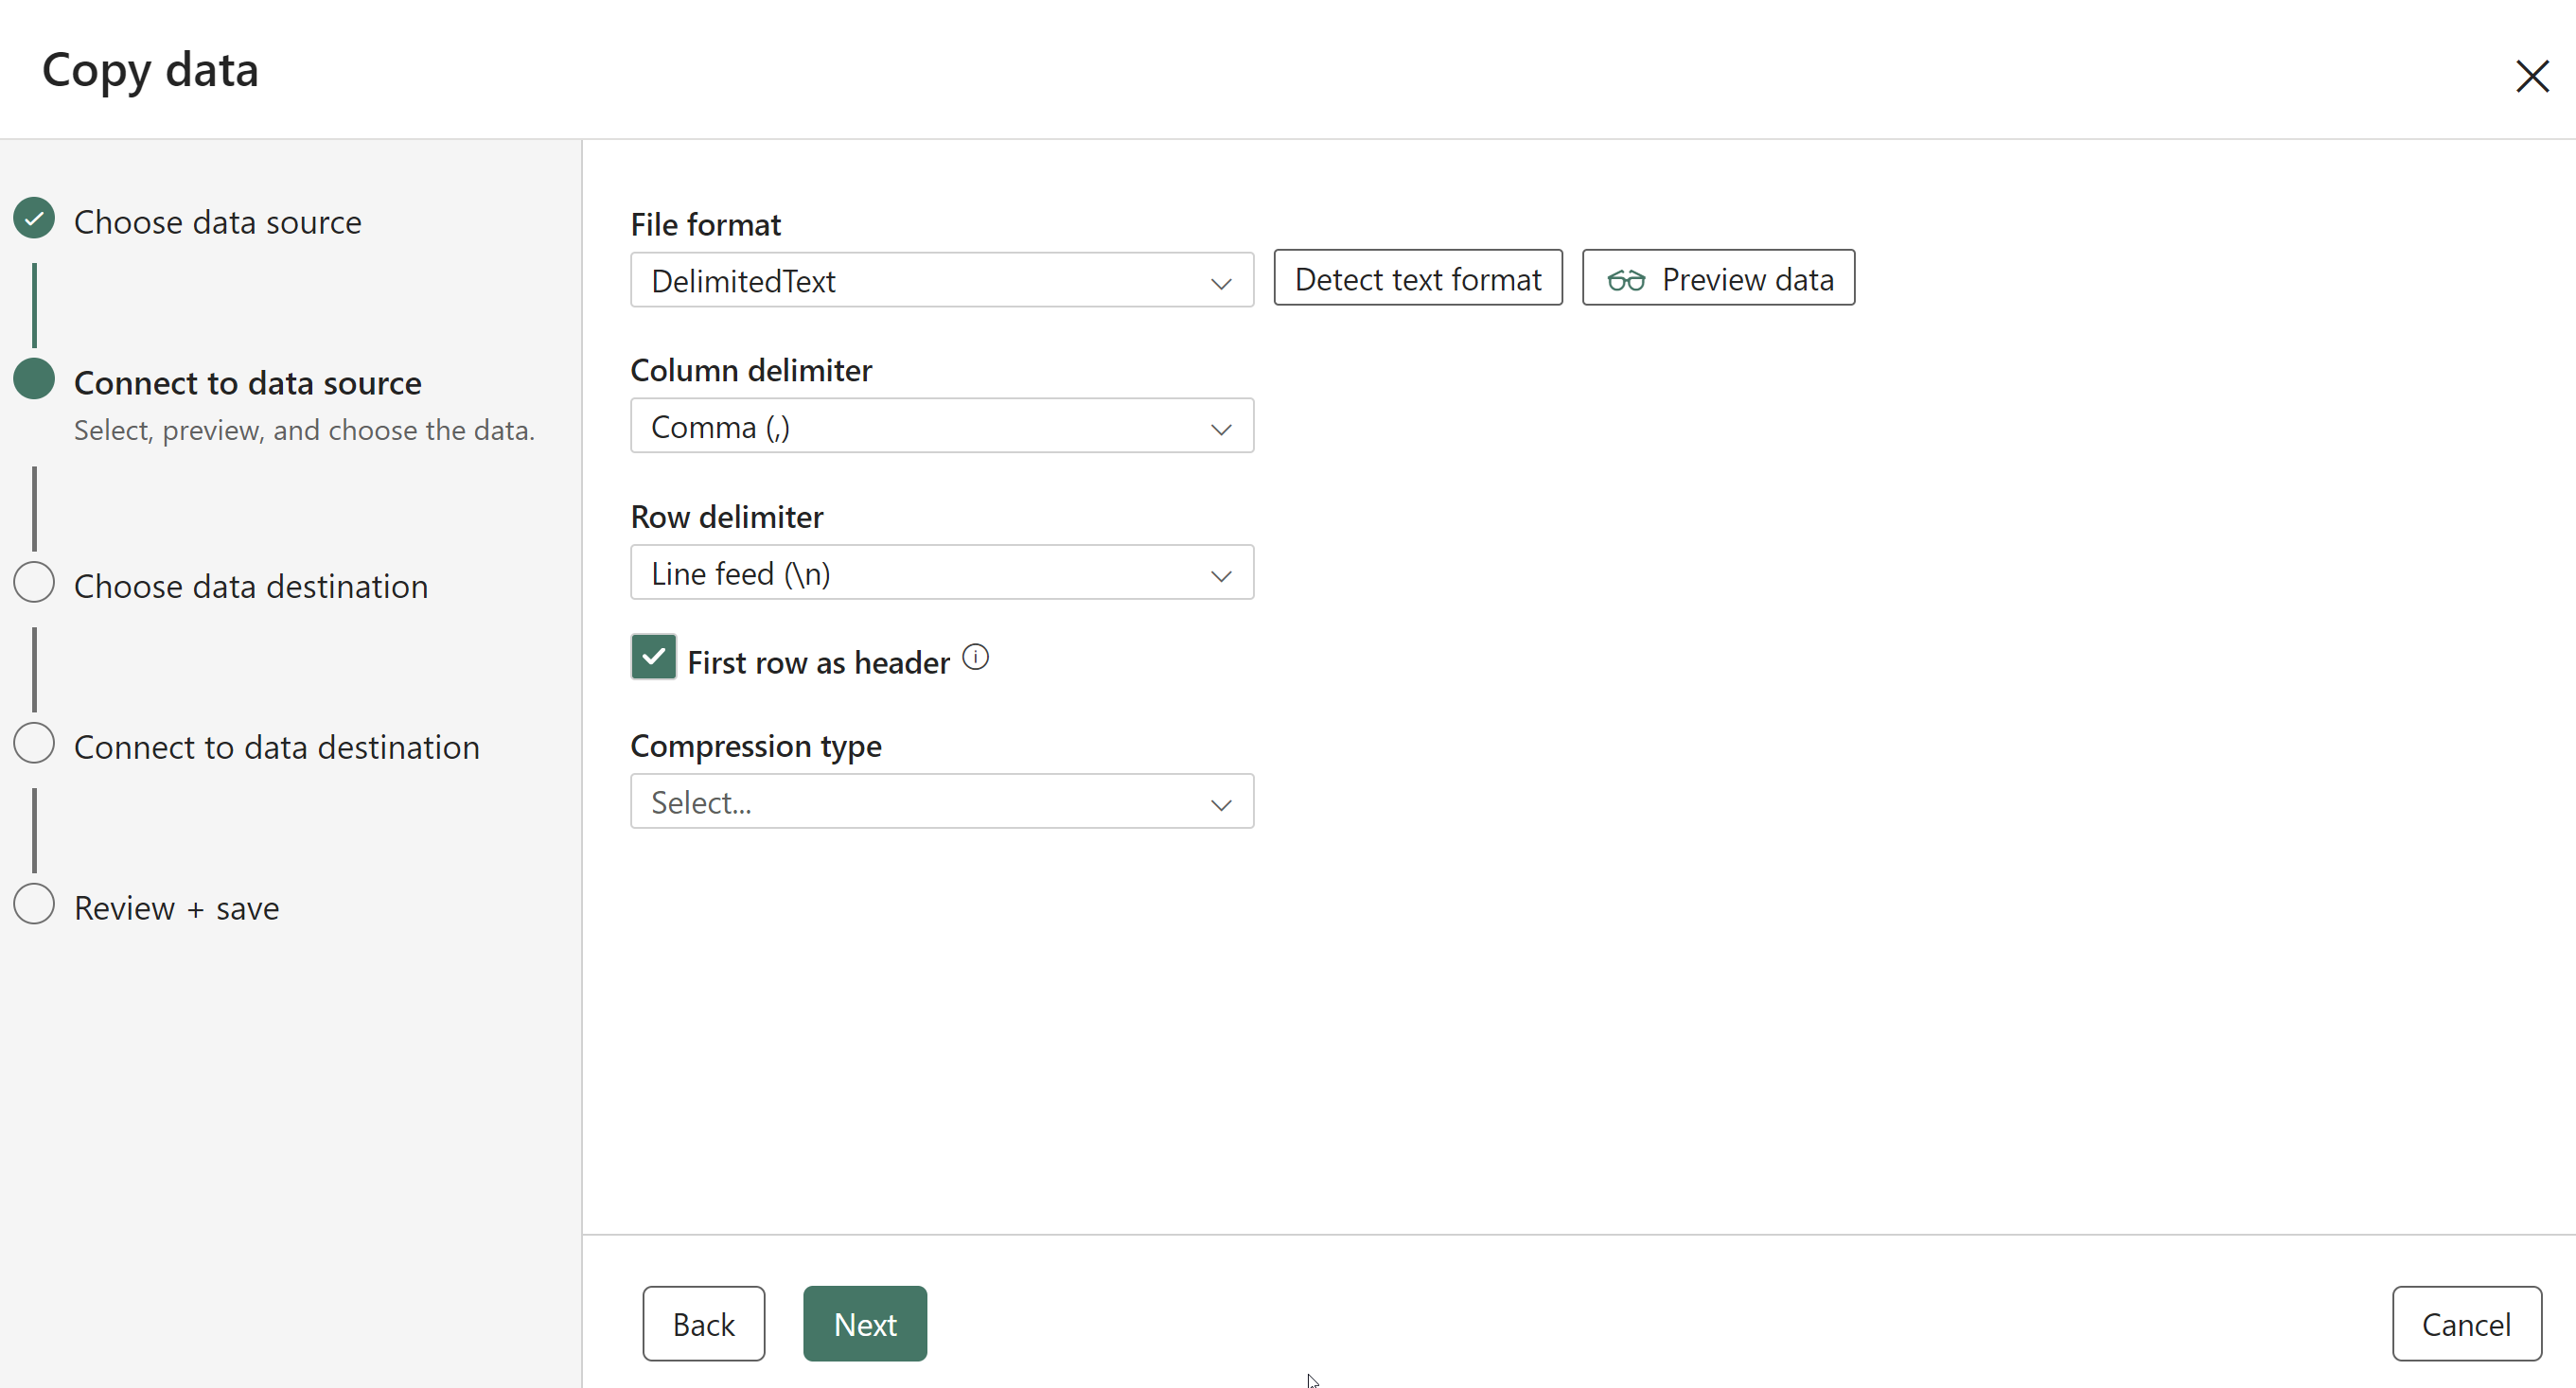 Copy data
Choose data source
Connect to data source
Select, preview, and choose the data.
Choose data destination
Connect to data destination
Review + save
File format
DelimitedText
Detect text format
Preview data
Column delimiter
Comma (,)
Row delimiter
Line feed (\n)
First row as header
Compression type
Select...
Back
Next
Cancel